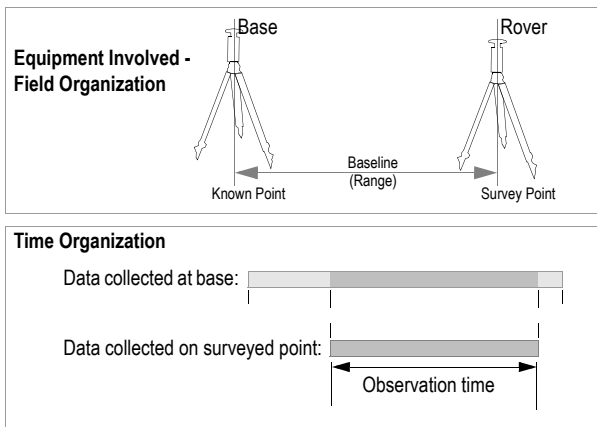 Base
Rover
Equipment Involved -
Field Organization
Baseline
(Range)
Known Point
Survey Point
Time Organization
Data collected at base:
Data collected on surveyed point:
Observation time